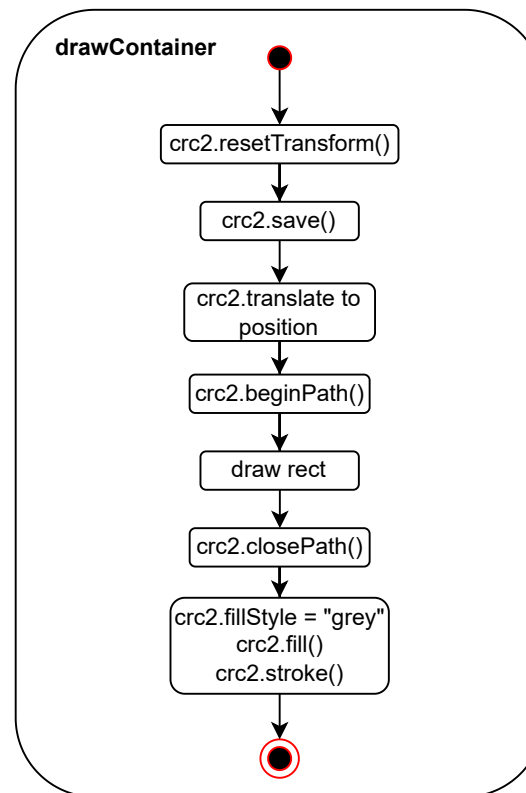 drawContainer
crc2.resetTransform()
crc2.save()
crc2.translate to
position
crc2.beginPath()
draw rect
crc2.closePath()
crc2.fillStyle = "grey"
crc2.fill()
crc2.stroke()